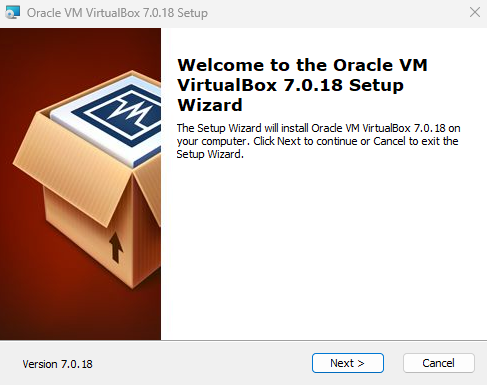 Oracle VM VirtualBox 7.0.18 Setup
Welcome to the Oracle VM
VirtualBox 7.0.18 Setup
Wizard
The Setup Wizard will install Oracle VM VirtualBox 7.0.18 on
your computer. Click Next to continue or Cancel to exit the
Setup Wizard.
Version 7.0.18
Next >
Cancel